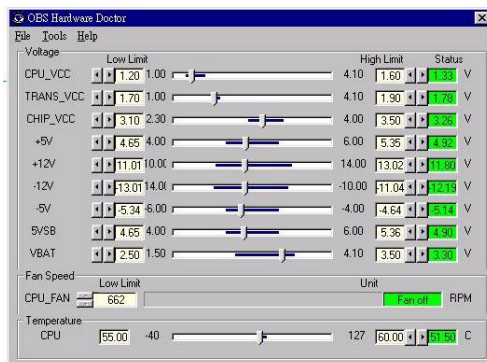 OBS Hardware Doctor
File Tools Help
Voltage
Low Limit High Limit Status
CPU_VCC 1.20 1.00 4.10 1.60 1.33 V
TRANS_VCC 1.70 1.00 4.10 1.90 1.78 V
CHIP_VCC 3.10 2.30 4.00 3.50 3.26 V
+5V 4.65 4.00 6.00 5.35 4.92 V
+12V 11.01 10.00 14.00 13.02 11.80 V
-12V -13.01 14.00 -10.00 -11.04 -12.19 V
-5V -5.34 -6.00 -4.00 -4.64 -5.14 V
5VSB 4.65 4.00 6.00 5.36 4.90 V
VBAT 2.50 1.50 4.10 3.50 3.30 V
Fan Speed
Low Limit Unit
CPU_FAN 662 Fan off RPM
Temperature
CPU 55.00 -40 127 60.00 51.50 C